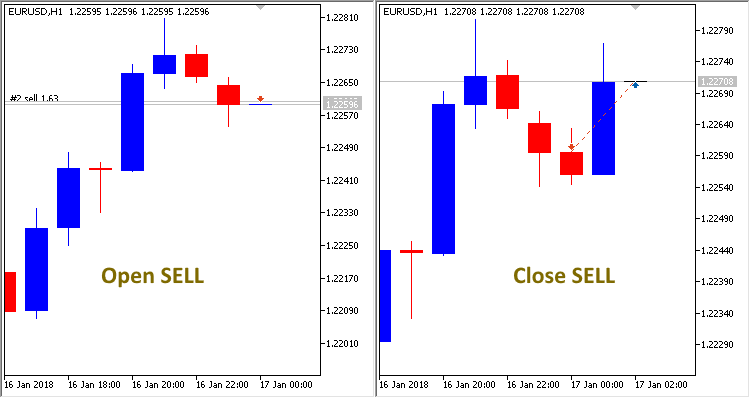 EURUSD,H1 1.22595 1.22596 1.22595 1.22596
1.22810
1.22730
1.22650
#2 sell 1.63
1.22596
1.22570
1.22490
1.22410
1.22330
1.22250
1.22170
1.22090
1.22010
Open SELL
16 Jan 2018
16 Jan 18:00
16 Jan 20:00
16 Jan 22:00
17 Jan 00:00
EURUSD,H1 1.22708 1.22708 1.22708 1.22708
1.22790
1.22740
1.22708
1.22690
1.22640
1.22590
1.22540
1.22490
1.22440
1.22390
1.22340
1.22290
Close SELL
16 Jan 2018
16 Jan 20:00
16 Jan 22:00
17 Jan 00:00
17 Jan 02:00